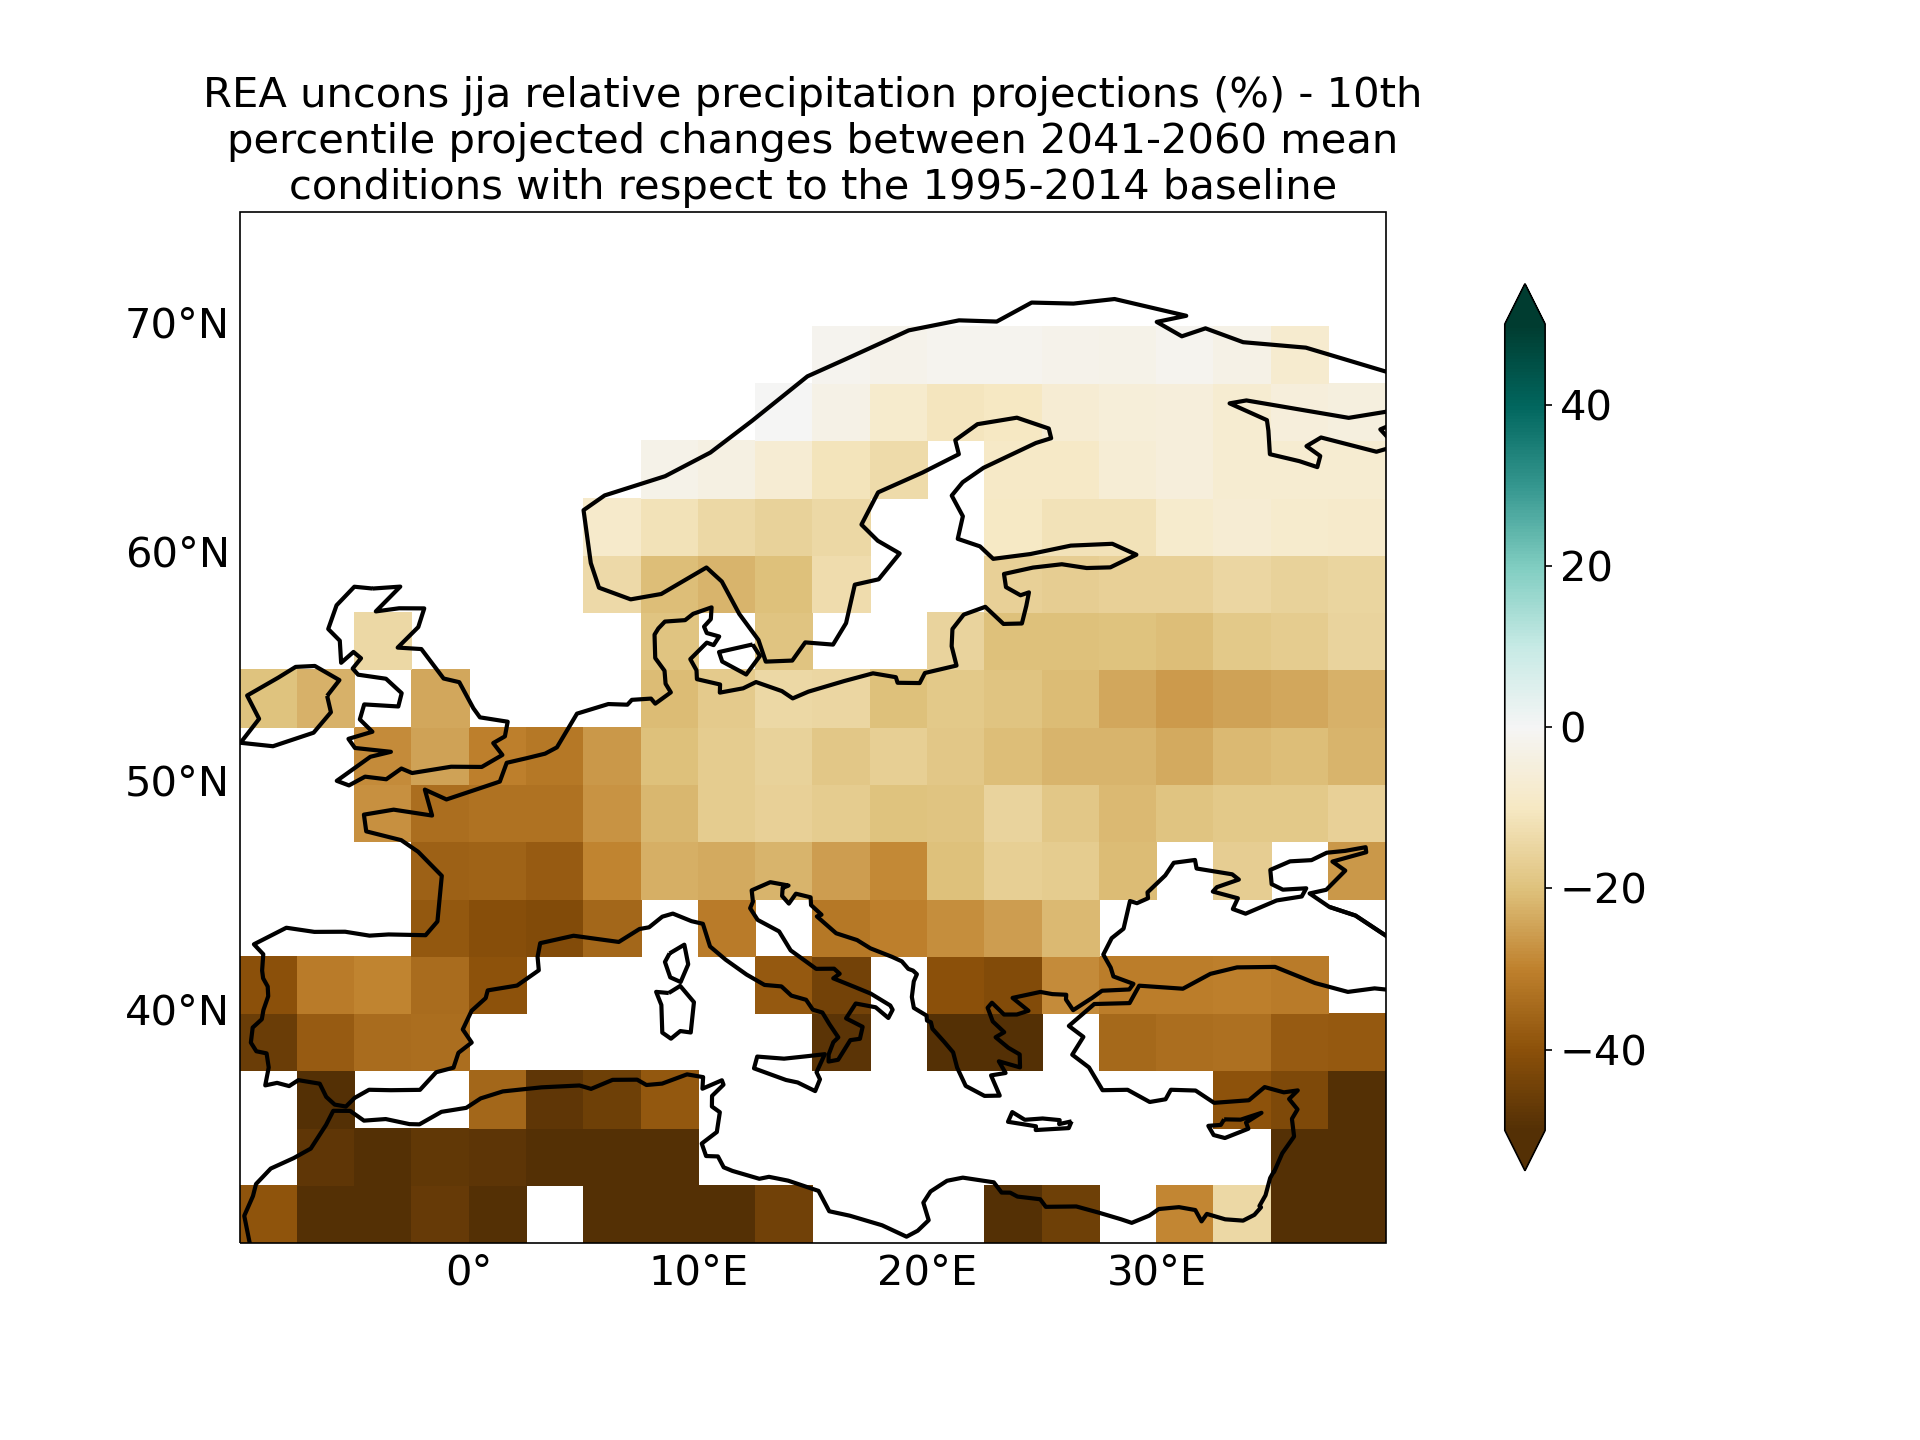 REA uncons jja relative precipitation projections (%) - 10th
percentile projected changes between 2041-2060 mean
conditions with respect to the 1995-2014 baseline
70°N
60°N
50°N
40°N
0°
10°E
20°E
30°E
40
20
0
−20
−40